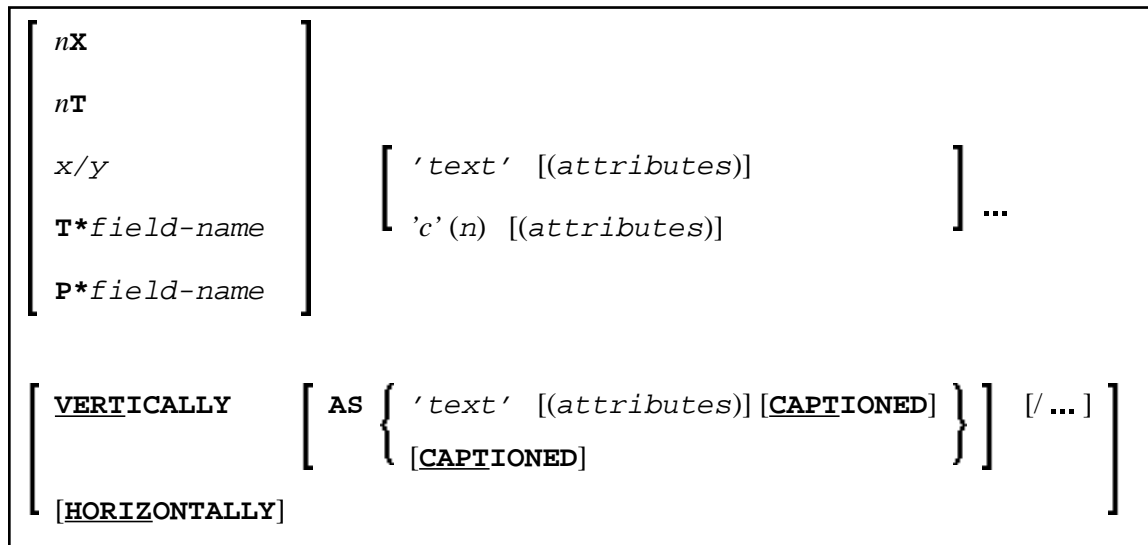 nX
nT
x/y
T*field-name
P*field-name
'text' [(attributes)]
'c' (n) [(attributes)]
...
VERTICALLY AS 'text' [(attributes)] [CAPTIONED] [/ ... ]
[CAPTIONED]
[HORIZONTALLY]